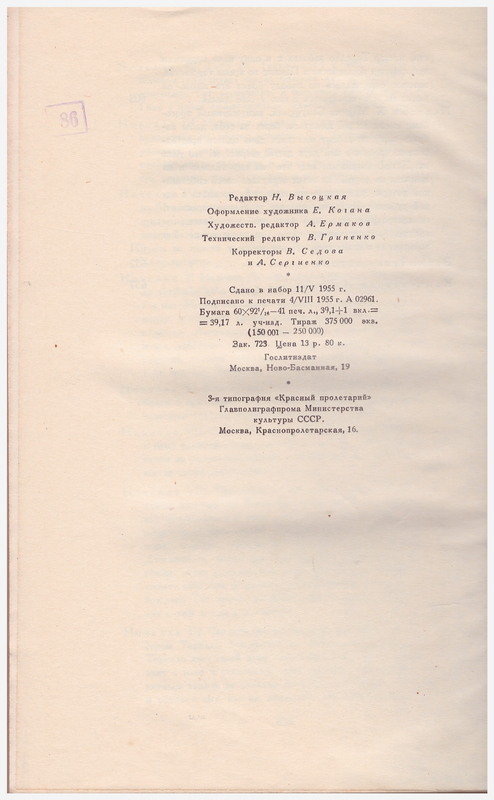 86
Редактор Н. Высоцкая
Оформление художника Е. Когана
Художеств. редактор А. Ермаков
Технический редактор В. Гриненко
Корректоры В. Седова
и А. Сергиенко
*
Сдано в набор 11/V 1955 г.
Подписано к печати 4/VIII 1955 г. А 02961.
Бумага 60×92¹/₁₆—41 печ. л., 39,1+1 вкл.=
=39,17 л. уч-изд. Тираж 375 000 экз.
(150 001 — 250 000)
Зак. 723. Цена 13 р. 80 к.
Гослитиздат
Москва, Ново-Басманная, 19
*
3-я типография «Красный пролетарий»
Главполиграфпрома Министерства
культуры СССР.
Москва, Краснопролетарская, 16.